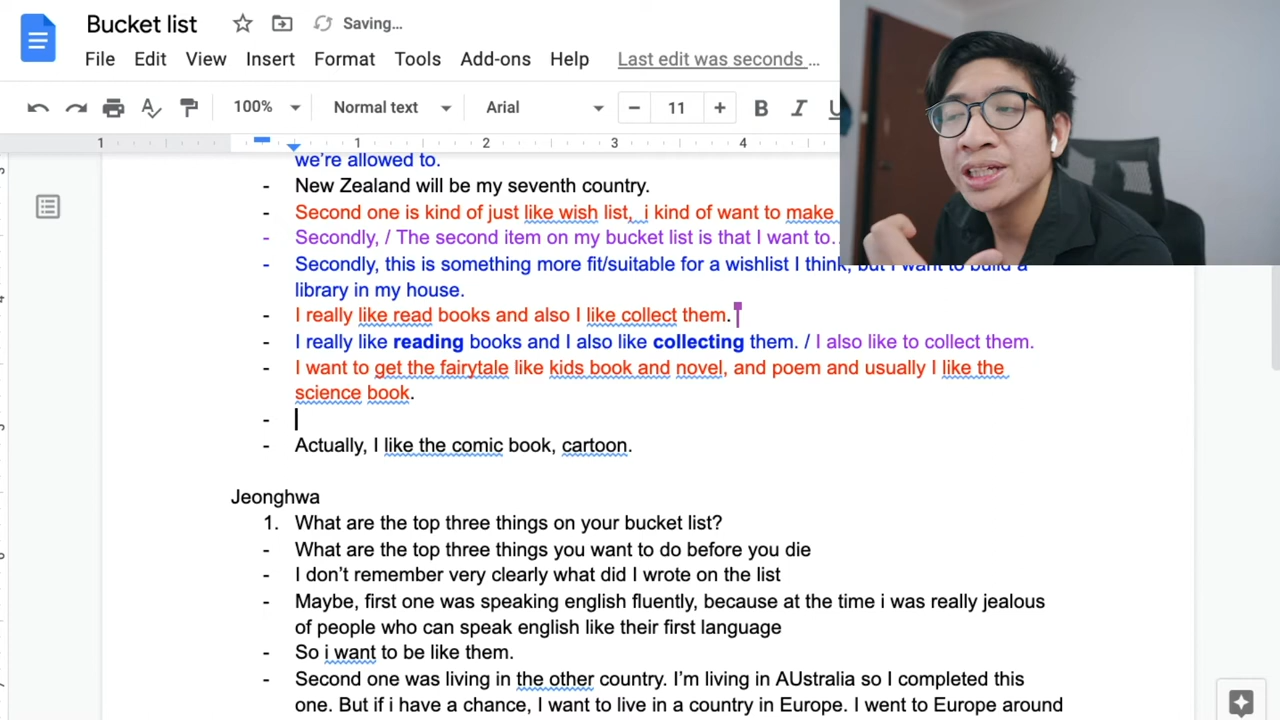 Bucket list
Saving…
File Edit View Insert Format Tools Add-ons Help Last edit was seconds …
100% Normal text Arial 11 B I U
1 1 2 3 4
we’re allowed to.
- New Zealand will be my seventh country.
- Second one is kind of just like wish list, i kind of want to make
- Secondly, / The second item on my bucket list is that I want to..
- Secondly, this is something more fit/suitable for a wishlist I think, but I want to build a
library in my house.
- I really like read books and also I like collect them.
- I really like reading books and I also like collecting them. / I also like to collect them.
- I want to get the fairytale like kids book and novel, and poem and usually I like the
science book.
-
- Actually, I like the comic book, cartoon.
Jeonghwa
1. What are the top three things on your bucket list?
- What are the top three things you want to do before you die
- I don’t remember very clearly what did I wrote on the list
- Maybe, first one was speaking english fluently, because at the time i was really jealous
of people who can speak english like their first language
- So i want to be like them.
- Second one was living in the other country. I’m living in AUstralia so I completed this
one. But if i have a chance, I want to live in a country in Europe. I went to Europe around